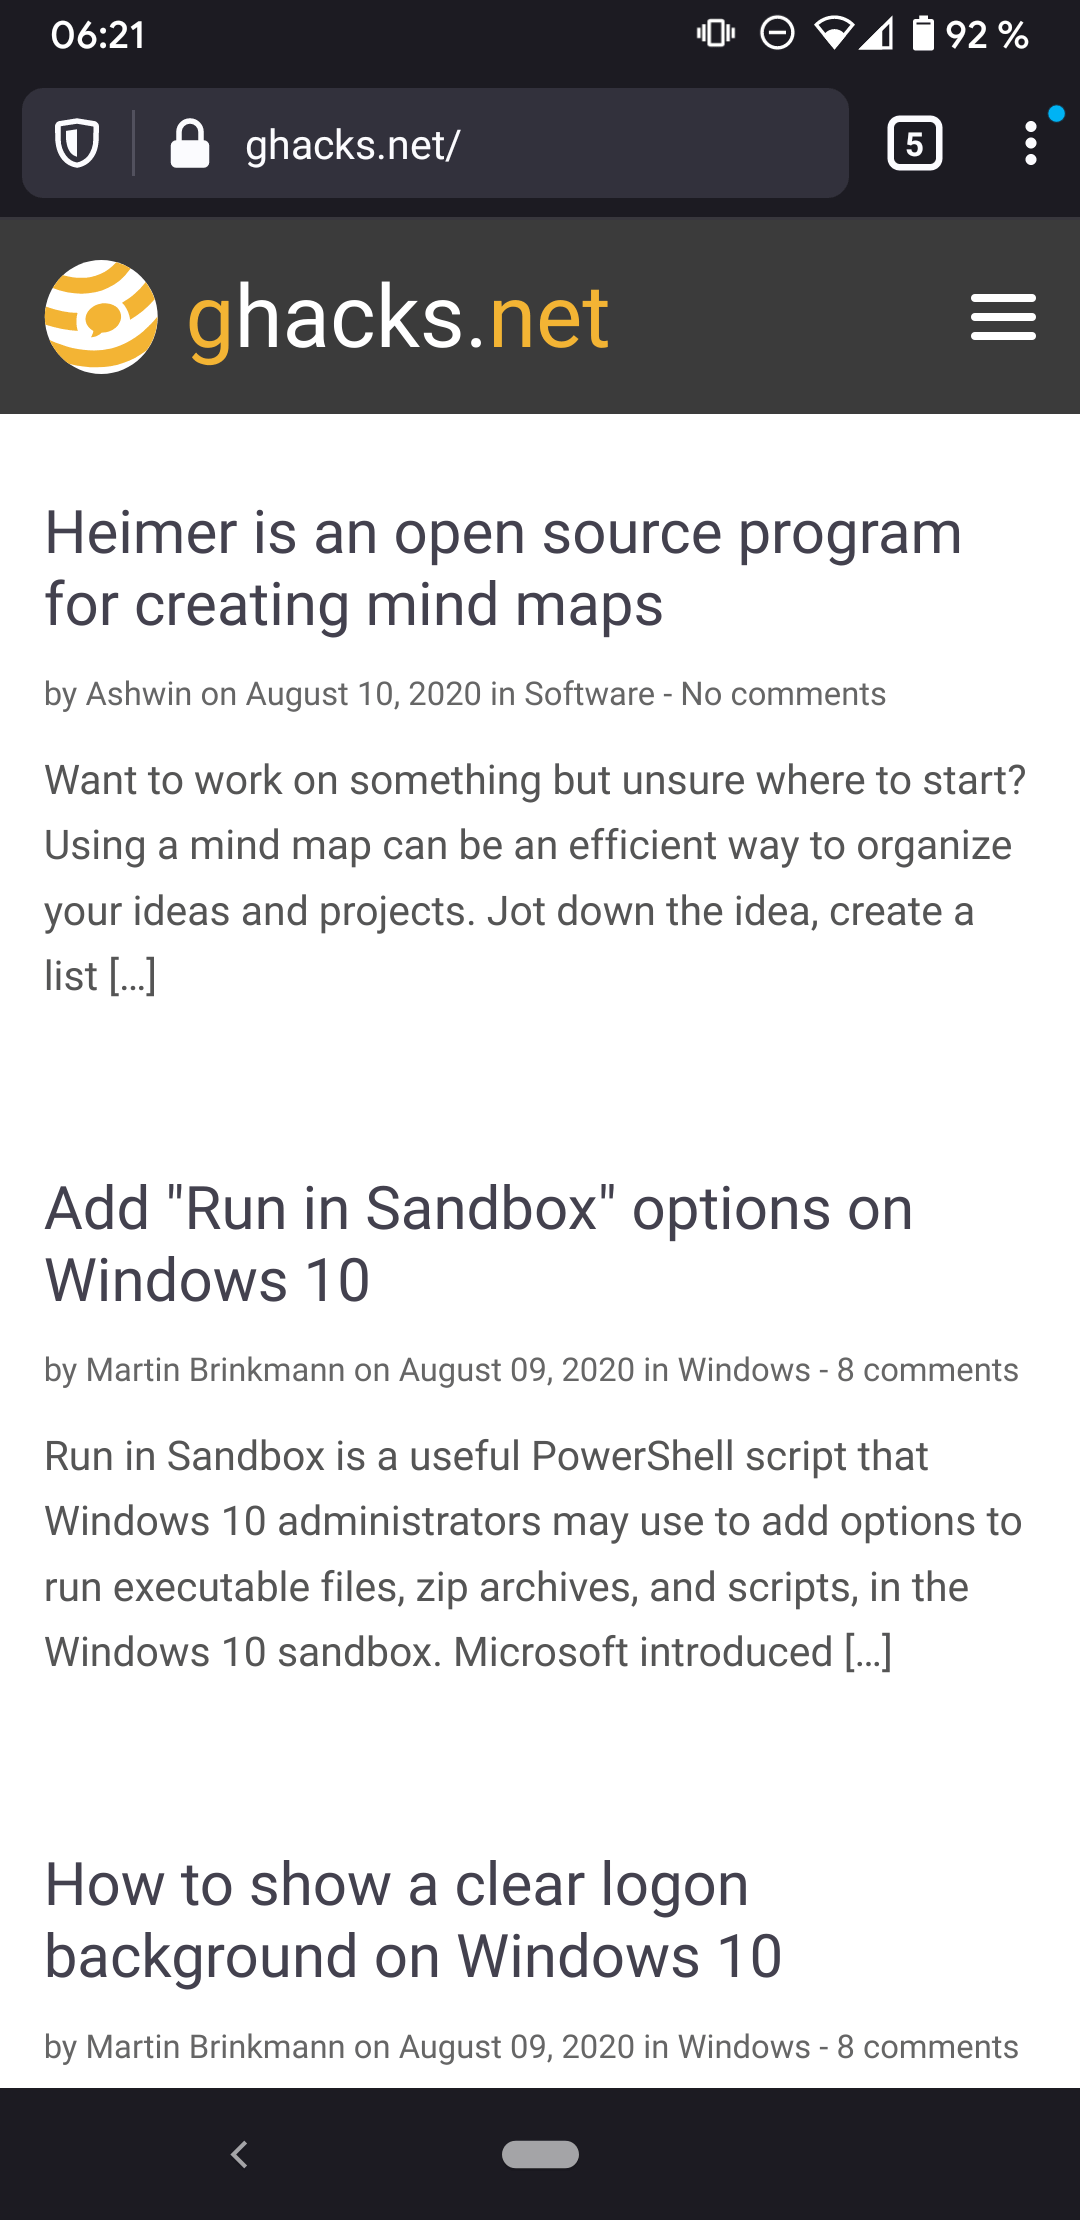 06:21
92 %
ghacks.net/
5
ghacks.net
Heimer is an open source program
for creating mind maps
by Ashwin on August 10, 2020 in Software - No comments
Want to work on something but unsure where to start?
Using a mind map can be an efficient way to organize
your ideas and projects. Jot down the idea, create a
list [...]
Add "Run in Sandbox" options on
Windows 10
by Martin Brinkmann on August 09, 2020 in Windows - 8 comments
Run in Sandbox is a useful PowerShell script that
Windows 10 administrators may use to add options to
run executable files, zip archives, and scripts, in the
Windows 10 sandbox. Microsoft introduced [...]
How to show a clear logon
background on Windows 10
by Martin Brinkmann on August 09, 2020 in Windows - 8 comments